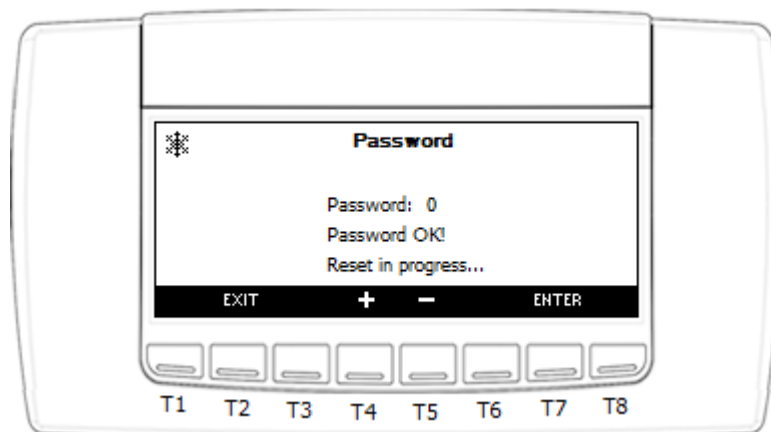 Password
Password: 0
Password OK!
Reset in progress...
EXIT + − ENTER
T1 T2 T3 T4 T5 T6 T7 T8